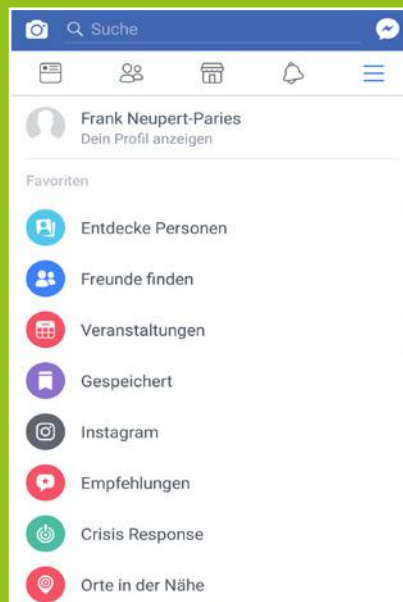 Suche
Frank Neupert-Paries
Dein Profil anzeigen
Favoriten
Entdecke Personen
Freunde finden
Veranstaltungen
Gespeichert
Instagram
Empfehlungen
Crisis Response
Orte in der Nähe